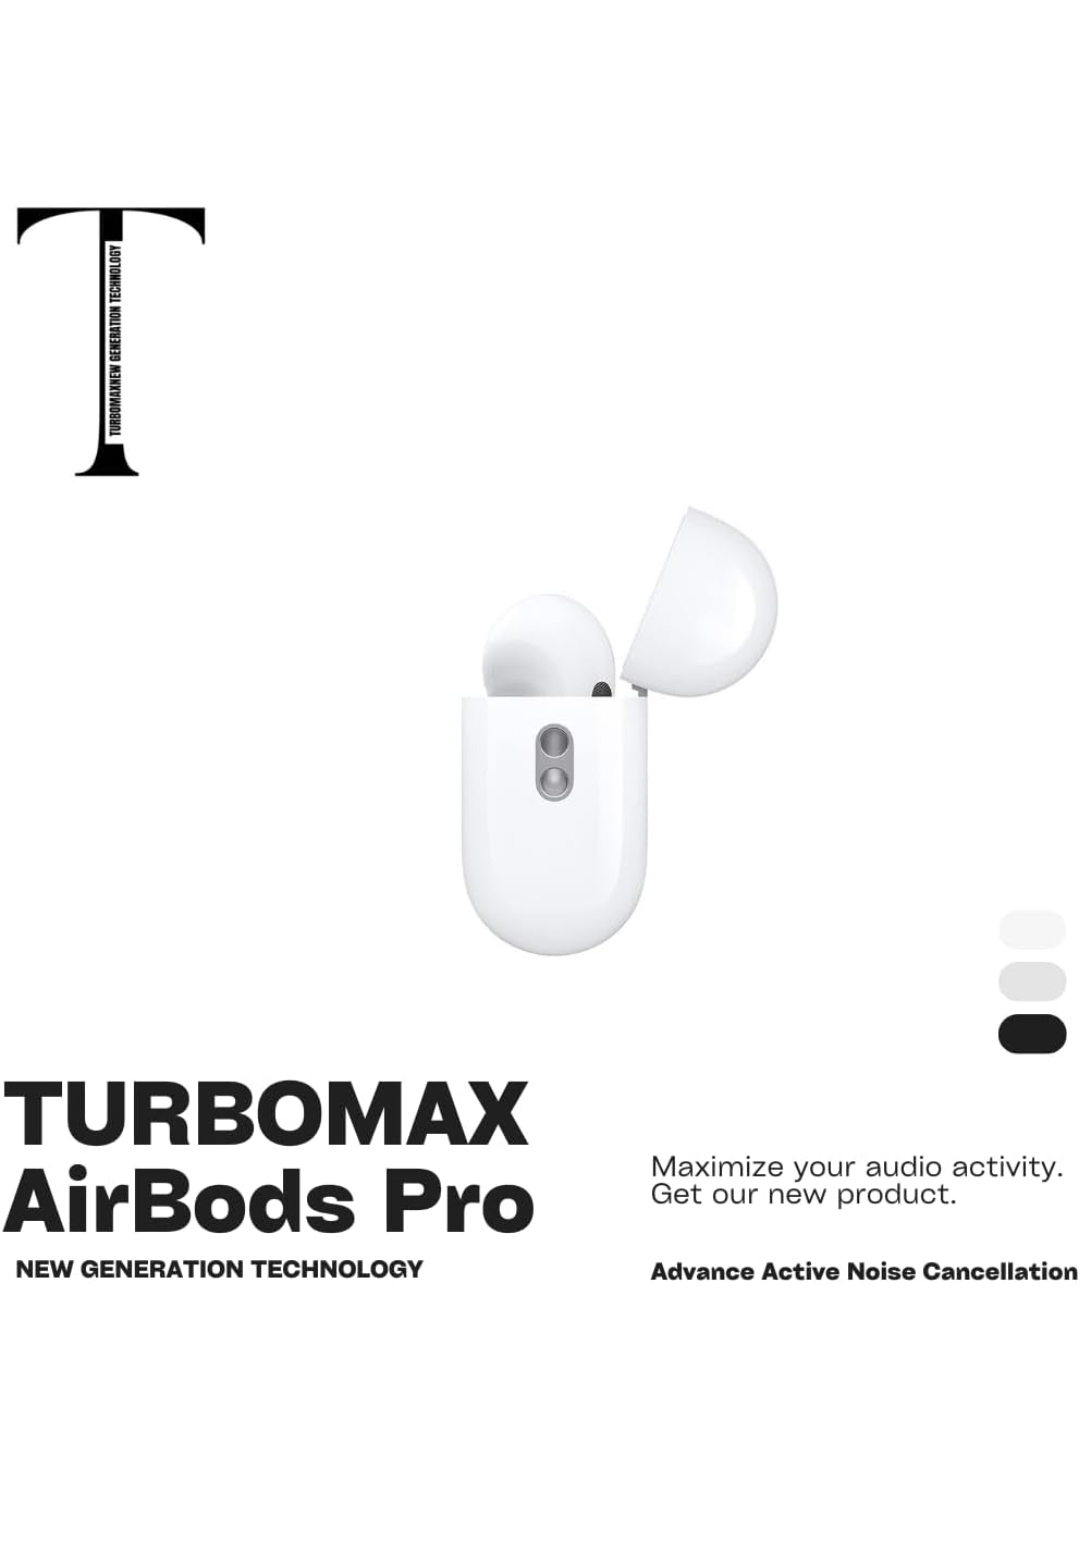 T
TURBOMAXNEW GENERATION TECHNOLOGY
TURBOMAX
AirBods Pro
NEW GENERATION TECHNOLOGY
Maximize your audio activity.
Get our new product.
Advance Active Noise Cancellation